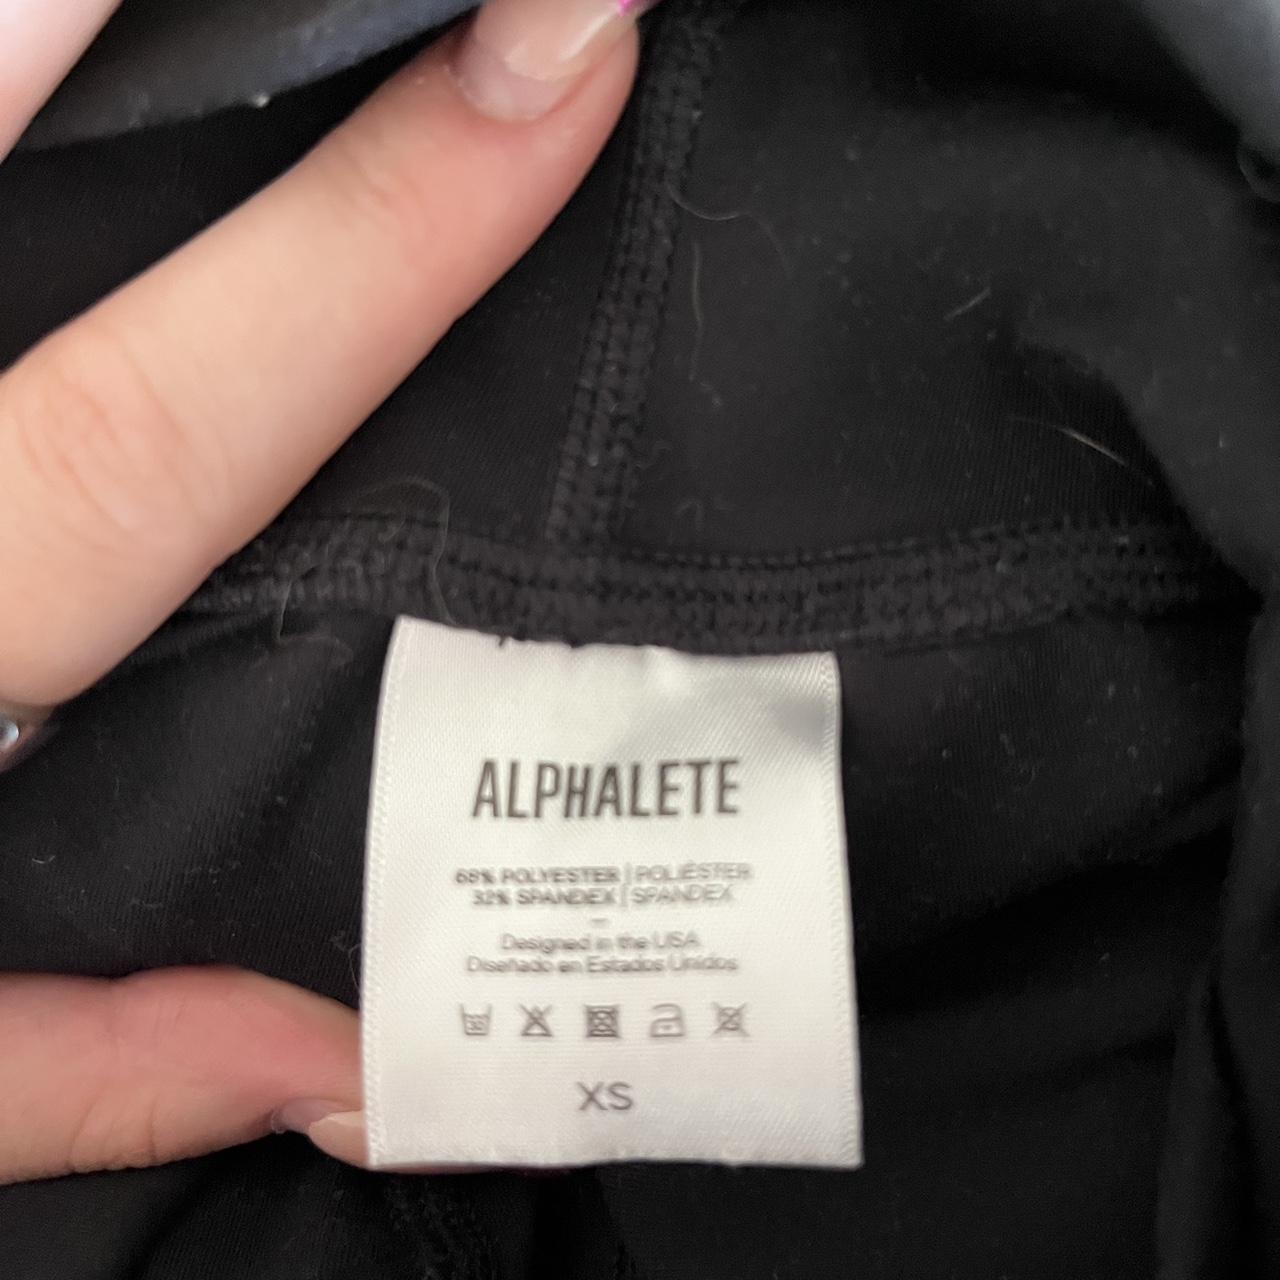 ALPHALETE
68% POLYESTER | POLIÉSTER
32% SPANDEX | SPANDEX
–
Designed in the USA
Diseñado en Estados Unidos
XS